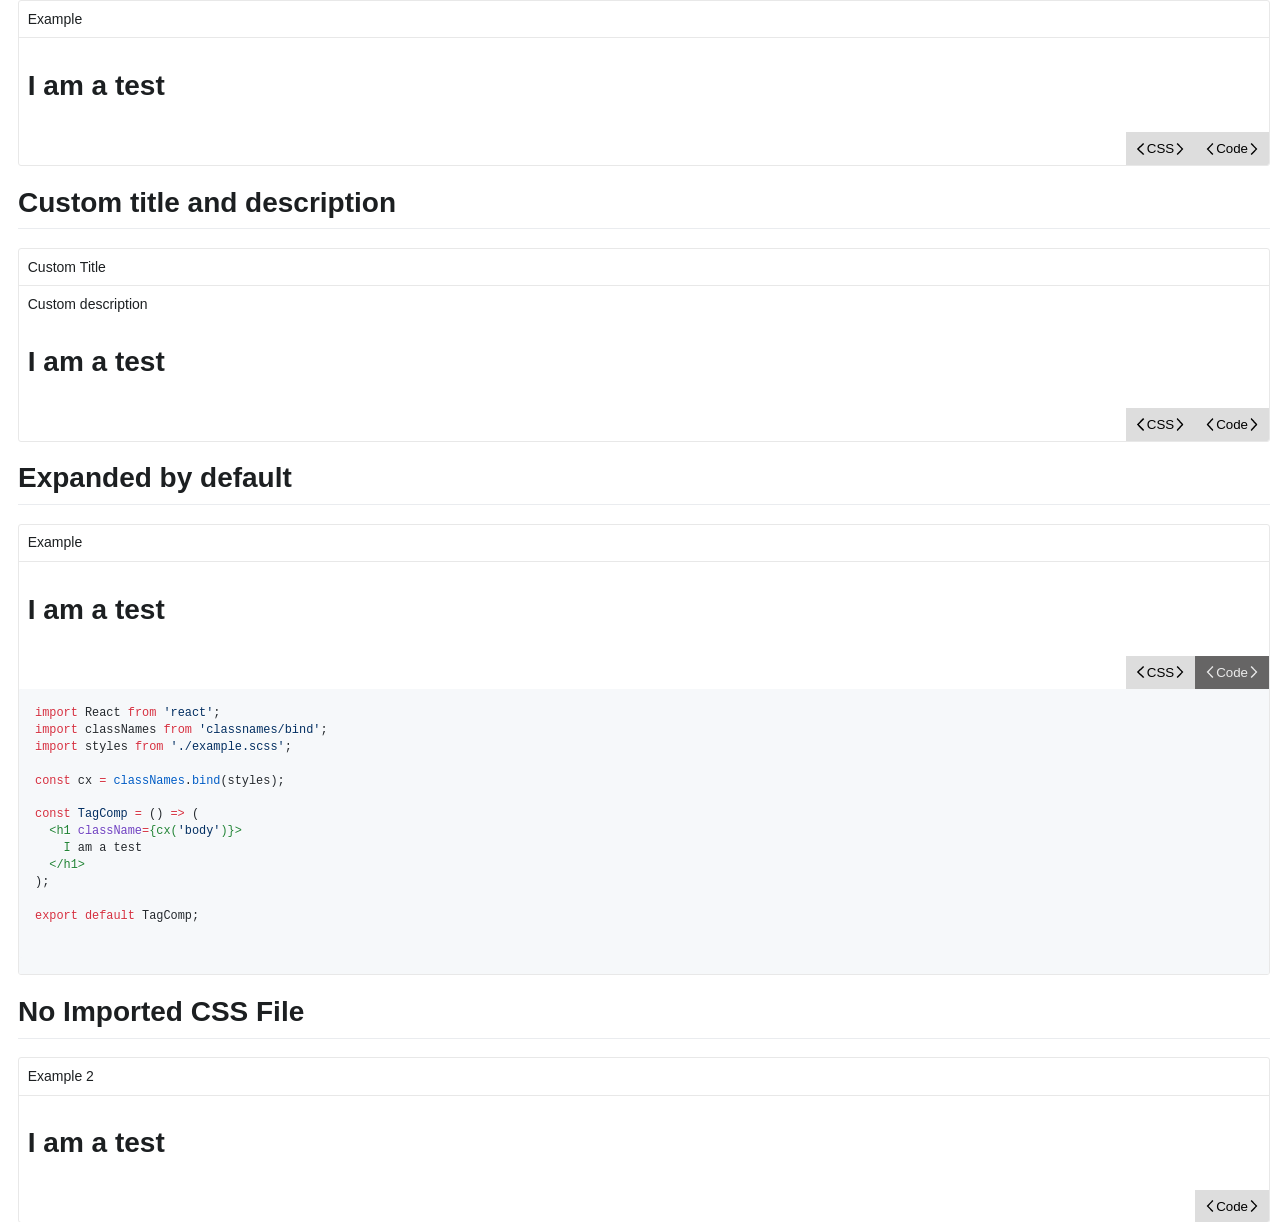 Example
I am a test
CSS Code
Custom title and description
Custom Title
Custom description
I am a test
CSS Code
Expanded by default
Example
I am a test
CSS Code
import React from 'react';
import classNames from 'classnames/bind';
import styles from './example.scss';
const cx = classNames.bind(styles);
const TagComp = () => (
  <h1 className={cx('body')}>
    I am a test
  </h1>
);
export default TagComp;
No Imported CSS File
Example 2
I am a test
Code